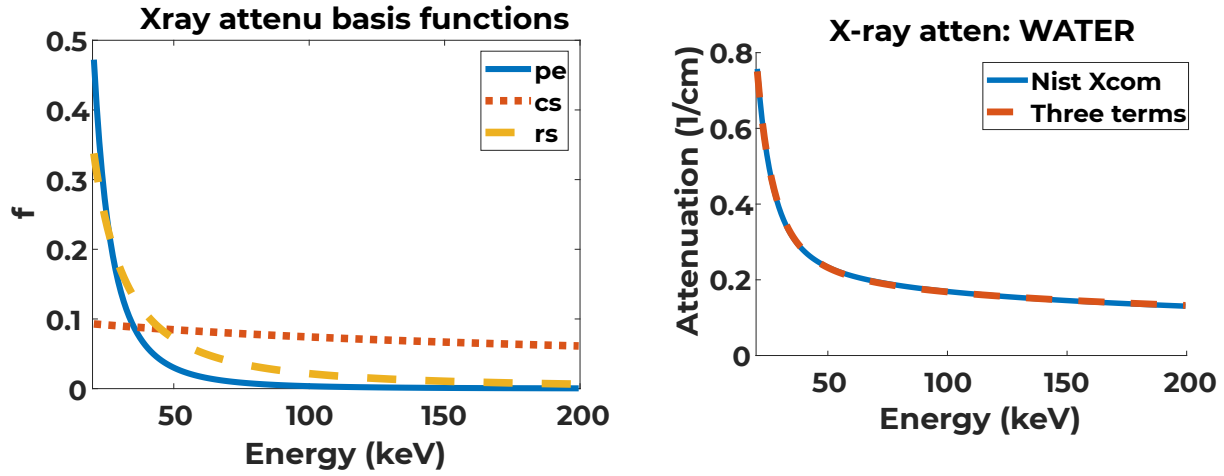 Xray attenu basis functions
0.5
0.4
0.3
0.2
0.1
0
f
pe
cs
rs
50
100
150
200
Energy (keV)
X-ray atten: WATER
0.8
0.6
0.4
0.2
0
Attenuation (1/cm)
Nist Xcom
Three terms
50
100
150
200
Energy (keV)